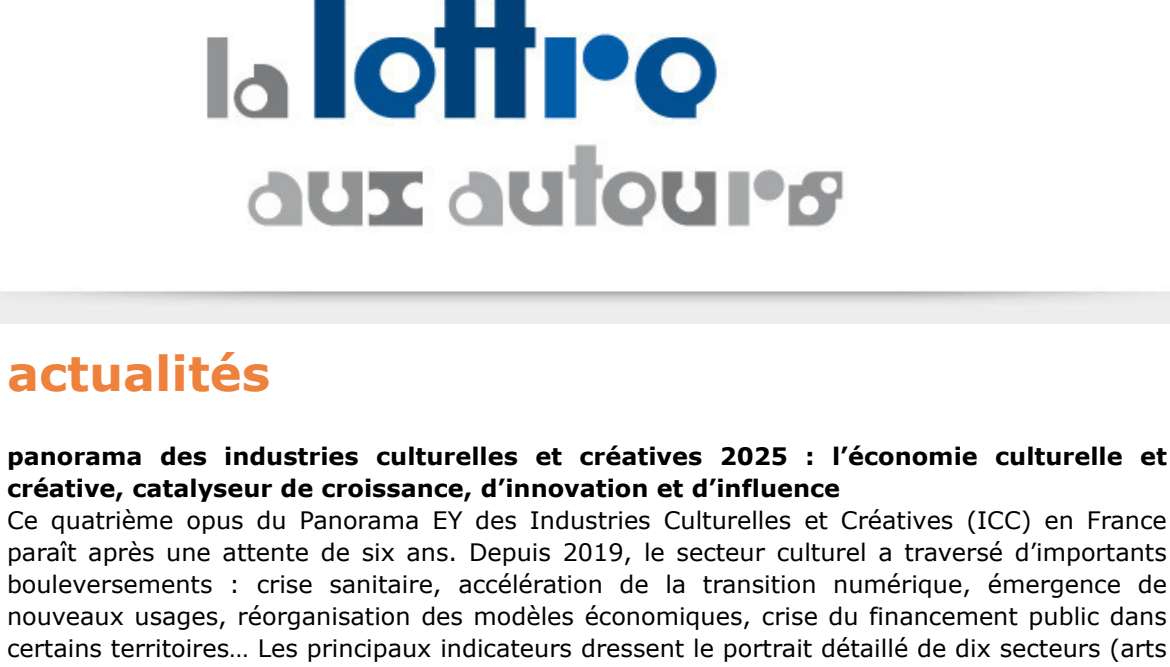 la lettre
aux auteurs
actualités
panorama des industries culturelles et créatives 2025 : l’économie culturelle et
créative, catalyseur de croissance, d’innovation et d’influence
Ce quatrième opus du Panorama EY des Industries Culturelles et Créatives (ICC) en France
paraît après une attente de six ans. Depuis 2019, le secteur culturel a traversé d’importants
bouleversements : crise sanitaire, accélération de la transition numérique, émergence de
nouveaux usages, réorganisation des modèles économiques, crise du financement public dans
certains territoires… Les principaux indicateurs dressent le portrait détaillé de dix secteurs (arts